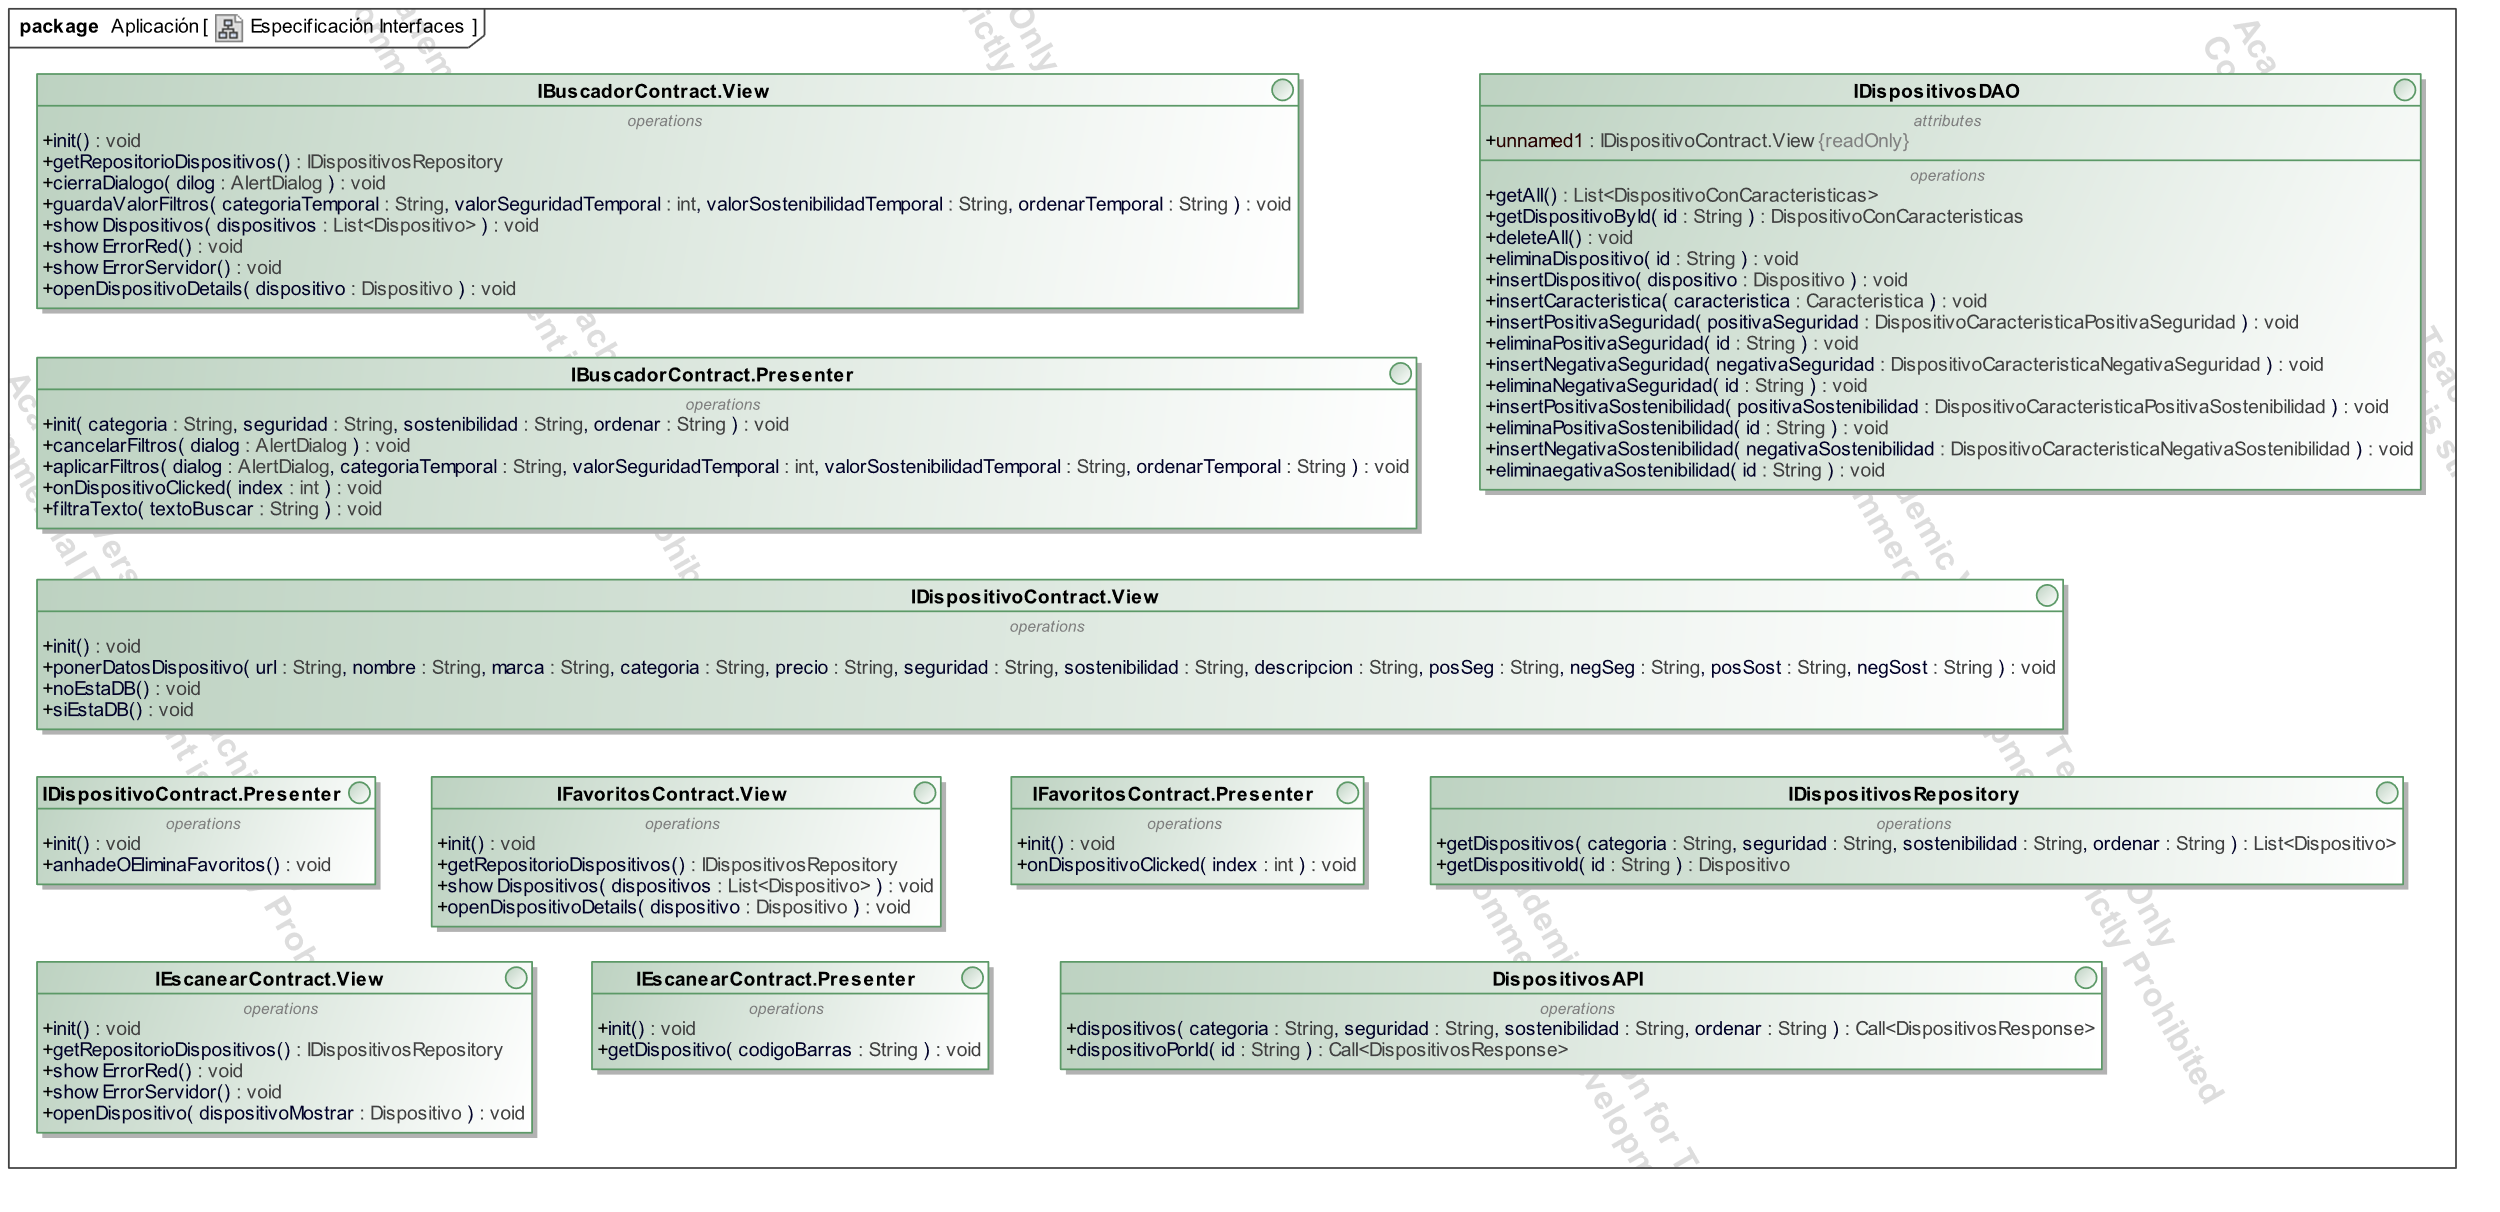 package Aplicación [ Especificación Interfaces ]
IBuscadorContract.View
operations
+init() : void
+getRepositorioDispositivos() : IDispositivosRepository
+cierraDialogo( dilog : AlertDialog ) : void
+guardaValorFiltros( categoriaTemporal : String, valorSeguridadTemporal : int, valorSostenibilidadTemporal : String, ordenarTemporal : String ) : void
+showDispositivos( dispositivos : List<Dispositivo> ) : void
+showErrorRed() : void
+showErrorServidor() : void
+openDispositivoDetails( dispositivo : Dispositivo ) : void
IDispositivosDAO
attributes
+unnamed1 : IDispositivoContract.View {readOnly}
operations
+getAll() : List<DispositivoConCaracteristicas>
+getDispositivoById( id : String ) : DispositivoConCaracteristicas
+deleteAll() : void
+eliminaDispositivo( id : String ) : void
+insertDispositivo( dispositivo : Dispositivo ) : void
+insertCaracteristica( caracteristica : Caracteristica ) : void
+insertPositivaSeguridad( positivaSeguridad : DispositivoCaracteristicaPositivaSeguridad ) : void
+eliminaPositivaSeguridad( id : String ) : void
+insertNegativaSeguridad( negativaSeguridad : DispositivoCaracteristicaNegativaSeguridad ) : void
+eliminaNegativaSeguridad( id : String ) : void
+insertPositivaSostenibilidad( positivaSostenibilidad : DispositivoCaracteristicaPositivaSostenibilidad ) : void
+eliminaPositivaSostenibilidad( id : String ) : void
+insertNegativaSostenibilidad( negativaSostenibilidad : DispositivoCaracteristicaNegativaSostenibilidad ) : void
+eliminaegativaSostenibilidad( id : String ) : void
IBuscadorContract.Presenter
operations
+init( categoria : String, seguridad : String, sostenibilidad : String, ordenar : String ) : void
+cancelarFiltros( dialog : AlertDialog ) : void
+aplicarFiltros( dialog : AlertDialog, categoriaTemporal : String, valorSeguridadTemporal : int, valorSostenibilidadTemporal : String, ordenarTemporal : String ) : void
+onDispositivoClicked( index : int ) : void
+filtraTexto( textoBuscar : String ) : void
IDispositivoContract.View
operations
+init() : void
+ponerDatosDispositivo( url : String, nombre : String, marca : String, categoria : String, precio : String, seguridad : String, sostenibilidad : String, descripcion : String, posSeg : String, negSeg : String, posSost : String, negSost : String ) : void
+noEstaDB() : void
+siEstaDB() : void
IDispositivoContract.Presenter
operations
+init() : void
+anhadeOEliminaFavoritos() : void
IFavoritosContract.View
operations
+init() : void
+getRepositorioDispositivos() : IDispositivosRepository
+showDispositivos( dispositivos : List<Dispositivo> ) : void
+openDispositivoDetails( dispositivo : Dispositivo ) : void
IFavoritosContract.Presenter
operations
+init() : void
+onDispositivoClicked( index : int ) : void
IDispositivosRepository
operations
+getDispositivos( categoria : String, seguridad : String, sostenibilidad : String, ordenar : String ) : List<Dispositivo>
+getDispositivoId( id : String ) : Dispositivo
IEscanearContract.View
operations
+init() : void
+getRepositorioDispositivos() : IDispositivosRepository
+showErrorRed() : void
+showErrorServidor() : void
+openDispositivo( dispositivoMostrar : Dispositivo ) : void
IEscanearContract.Presenter
operations
+init() : void
+getDispositivo( codigoBarras : String ) : void
DispositivosAPI
operations
+dispositivos( categoria : String, seguridad : String, sostenibilidad : String, ordenar : String ) : Call<DispositivosResponse>
+dispositivoPorId( id : String ) : Call<DispositivosResponse>